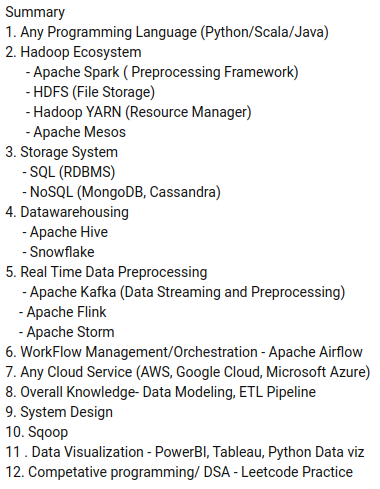 Summary
1. Any Programming Language (Python/Scala/Java)
2. Hadoop Ecosystem
- Apache Spark ( Preprocessing Framework)
- HDFS (File Storage)
- Hadoop YARN (Resource Manager)
- Apache Mesos
3. Storage System
- SQL (RDBMS)
- NoSQL (MongoDB, Cassandra)
4. Datawarehousing
- Apache Hive
- Snowflake
5. Real Time Data Preprocessing
- Apache Kafka (Data Streaming and Preprocessing)
- Apache Flink
- Apache Storm
6. WorkFlow Management/Orchestration - Apache Airflow
7. Any Cloud Service (AWS, Google Cloud, Microsoft Azure)
8. Overall Knowledge- Data Modeling, ETL Pipeline
9. System Design
10. Sqoop
11 . Data Visualization - PowerBI, Tableau, Python Data viz
12. Competative programming/ DSA - Leetcode Practice